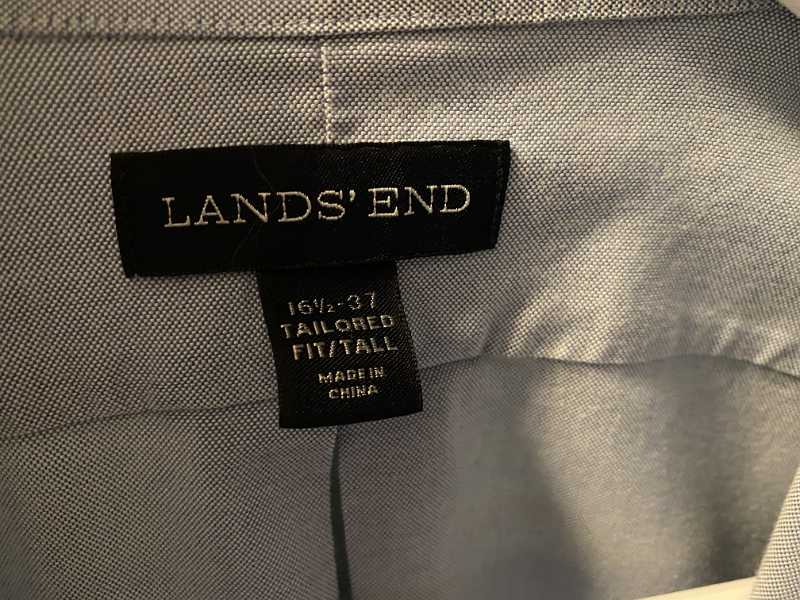 LANDS' END
16½-37
TAILORED
FIT/TALL
MADE IN
CHINA